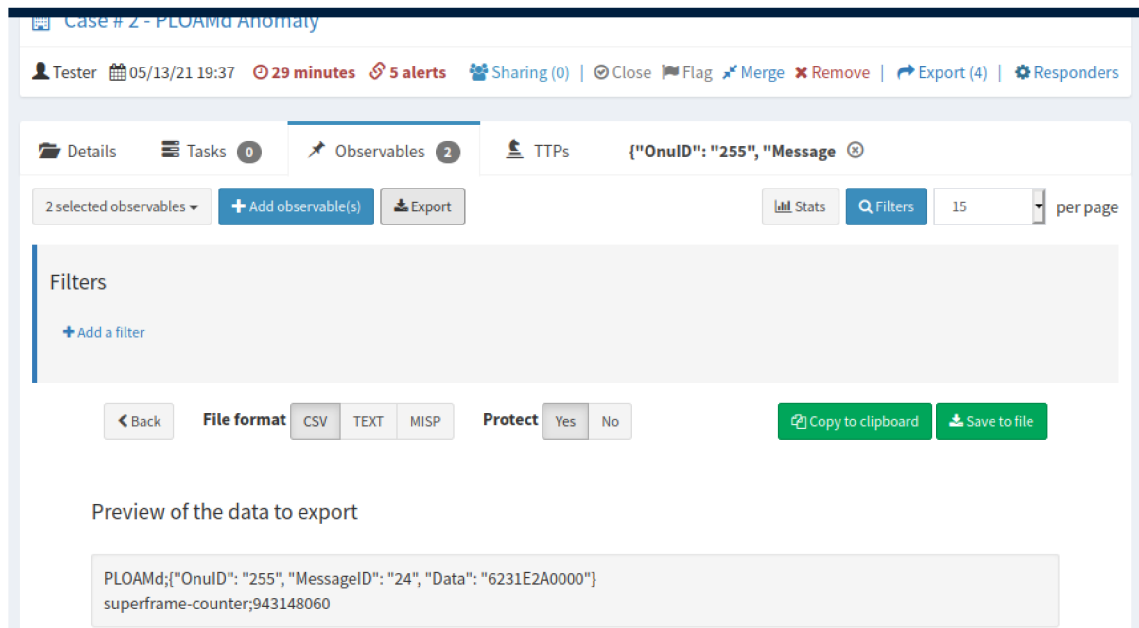 Case # 2 - PLOAMd Anomaly
Tester 05/13/21 19:37 29 minutes 5 alerts Sharing (0) | Close Flag Merge Remove | Export (4) | Responders
Details Tasks 0 Observables 2 TTPs {"OnuID": "255", "Message
2 selected observables Add observable(s) Export Stats Filters 15 per page
Filters
Add a filter
Back File format CSV TEXT MISP Protect Yes No Copy to clipboard Save to file
Preview of the data to export
PLOAMd;{"OnuID": "255", "MessageID": "24", "Data": "6231E2A0000"}
superframe-counter;943148060